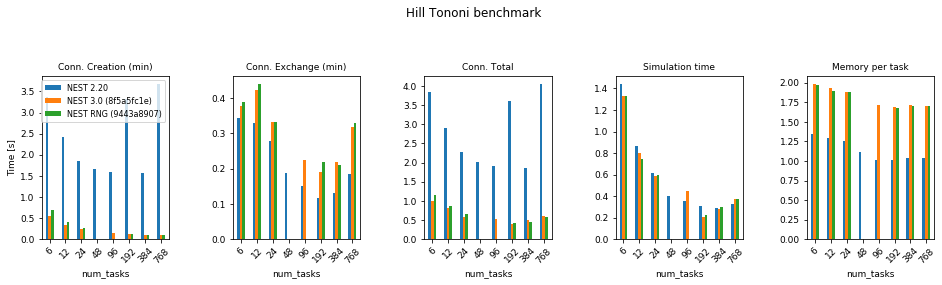 Hill Tononi benchmark
Conn. Creation (min)
Time [s]
3.5
3.0
2.5
2.0
1.5
1.0
0.5
0.0
NEST 2.20
NEST 3.0 (8f5a5fc1e)
NEST RNG (9443a8907)
6 12 24 48 96 192 384 768
num_tasks
Conn. Exchange (min)
0.4
0.3
0.2
0.1
0.0
6 12 24 48 96 192 384 768
num_tasks
Conn. Total
4.0
3.5
3.0
2.5
2.0
1.5
1.0
0.5
0.0
6 12 24 48 96 192 384 768
num_tasks
Simulation time
1.4
1.2
1.0
0.8
0.6
0.4
0.2
0.0
6 12 24 48 96 192 384 768
num_tasks
Memory per task
2.00
1.75
1.50
1.25
1.00
0.75
0.50
0.25
0.00
6 12 24 48 96 192 384 768
num_tasks